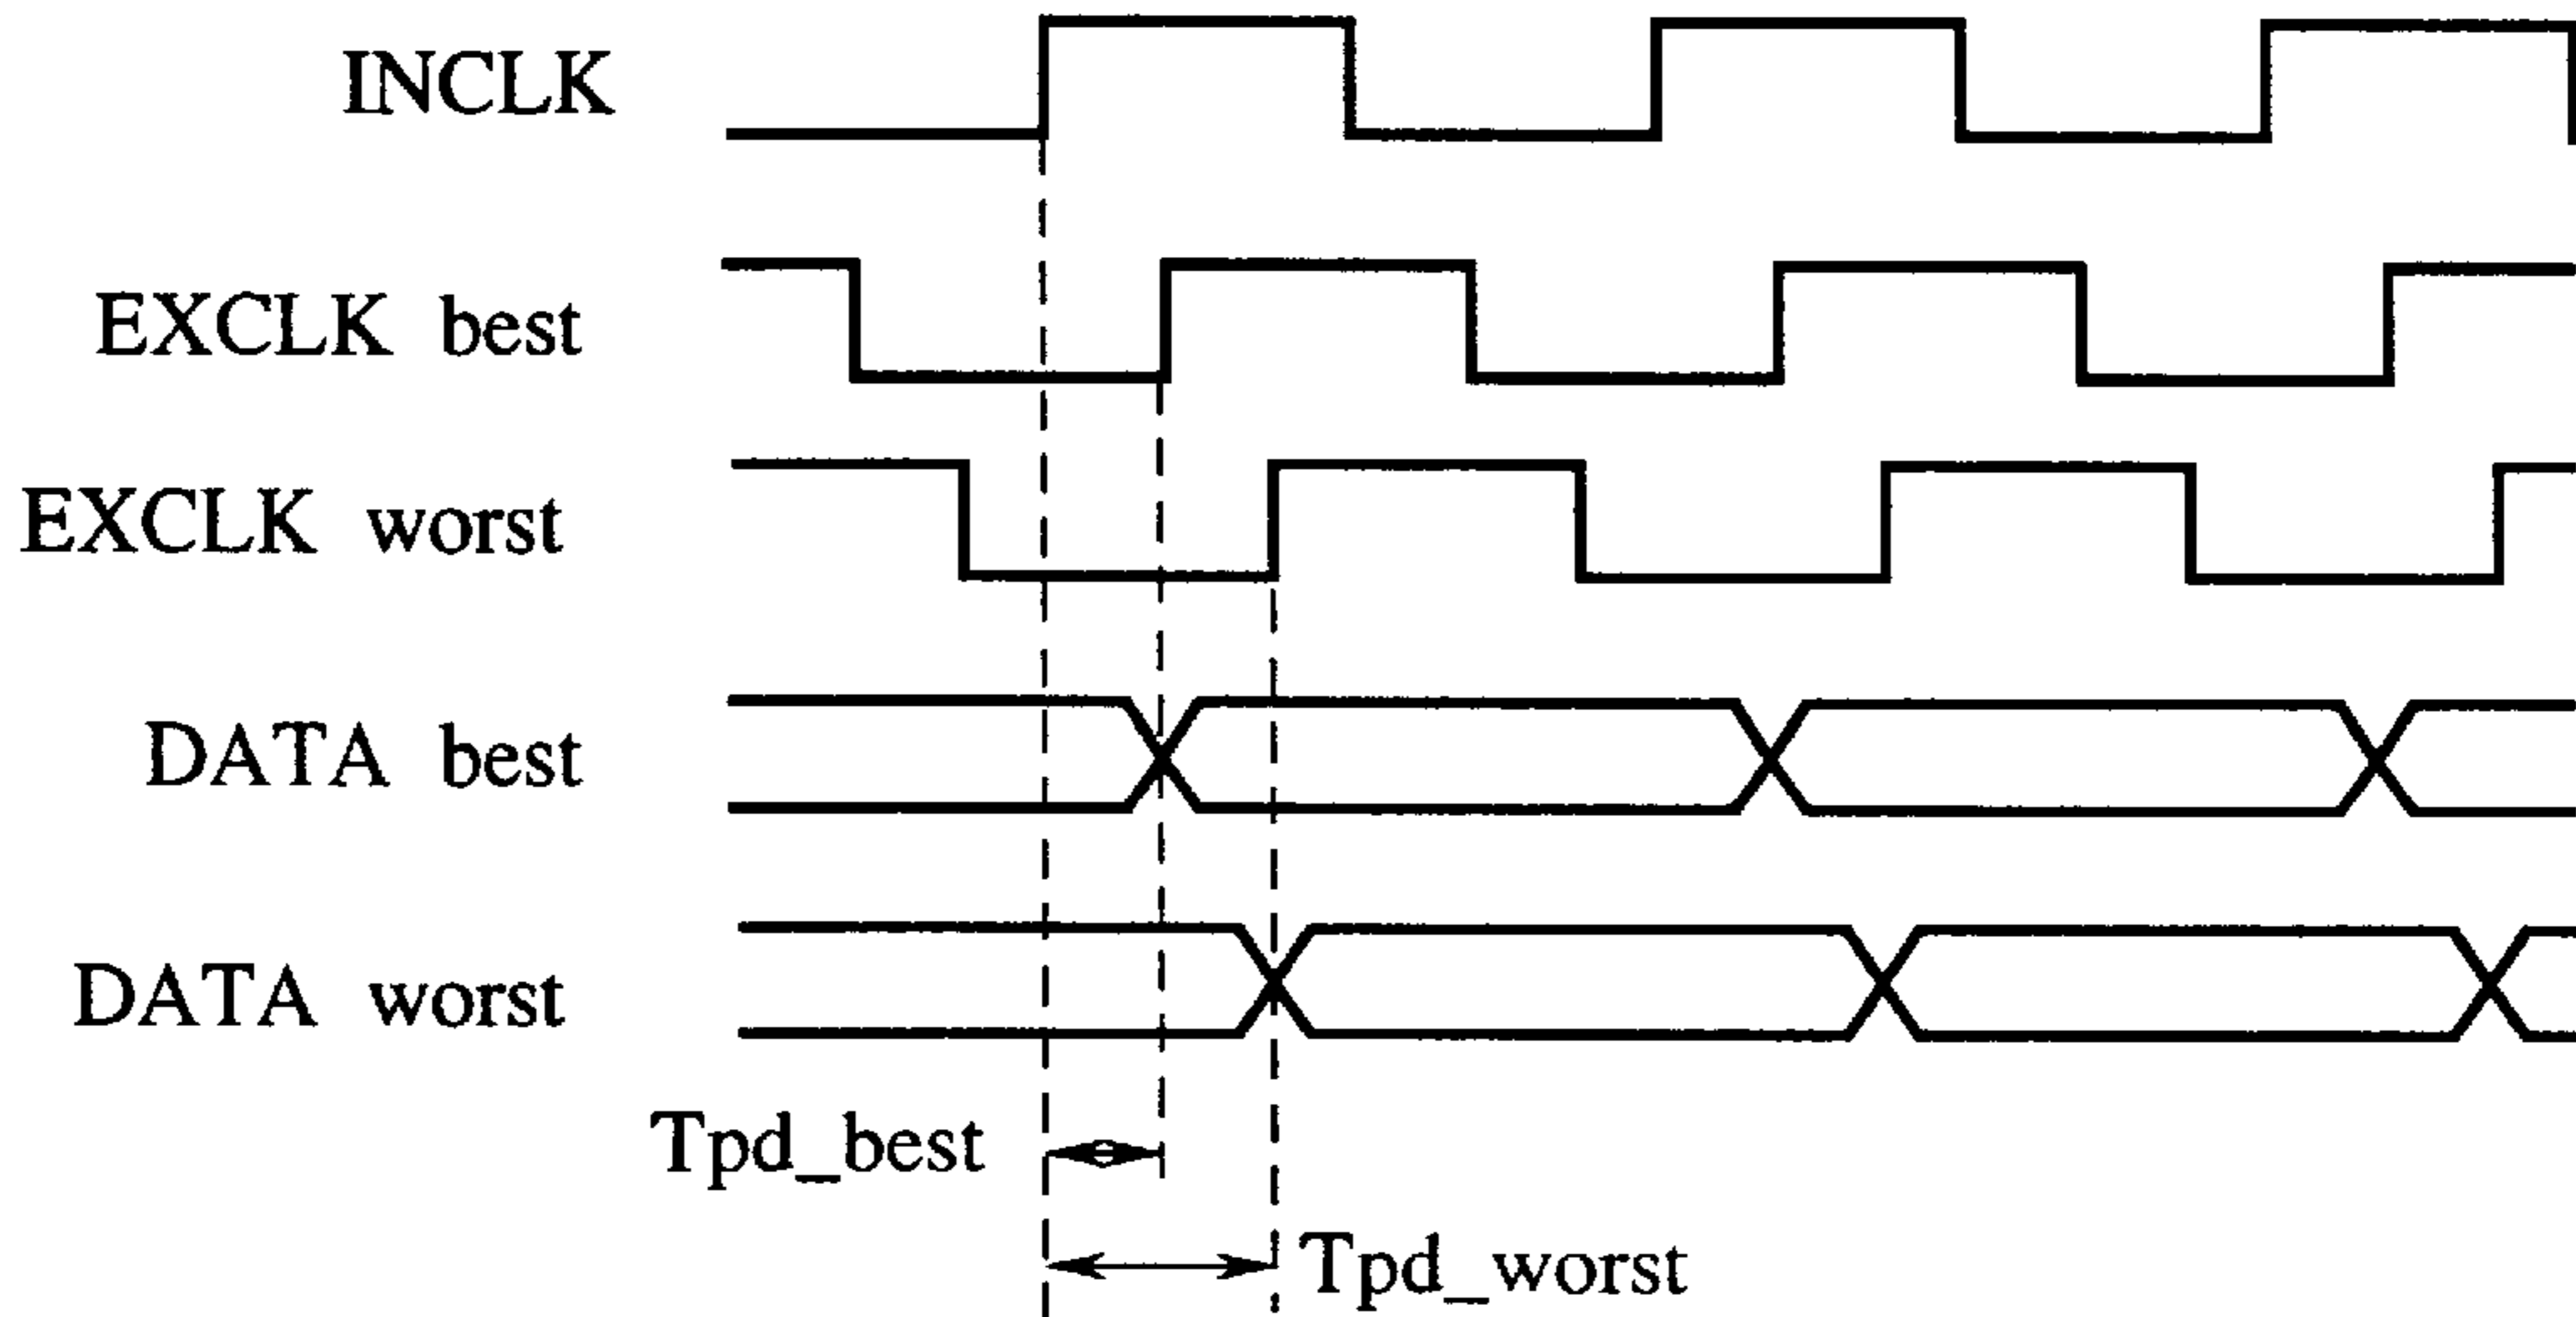 INCLK
EXCLK best
EXCLK worst
DATA best
DATA worst
Tpd_best
Tpd_worst